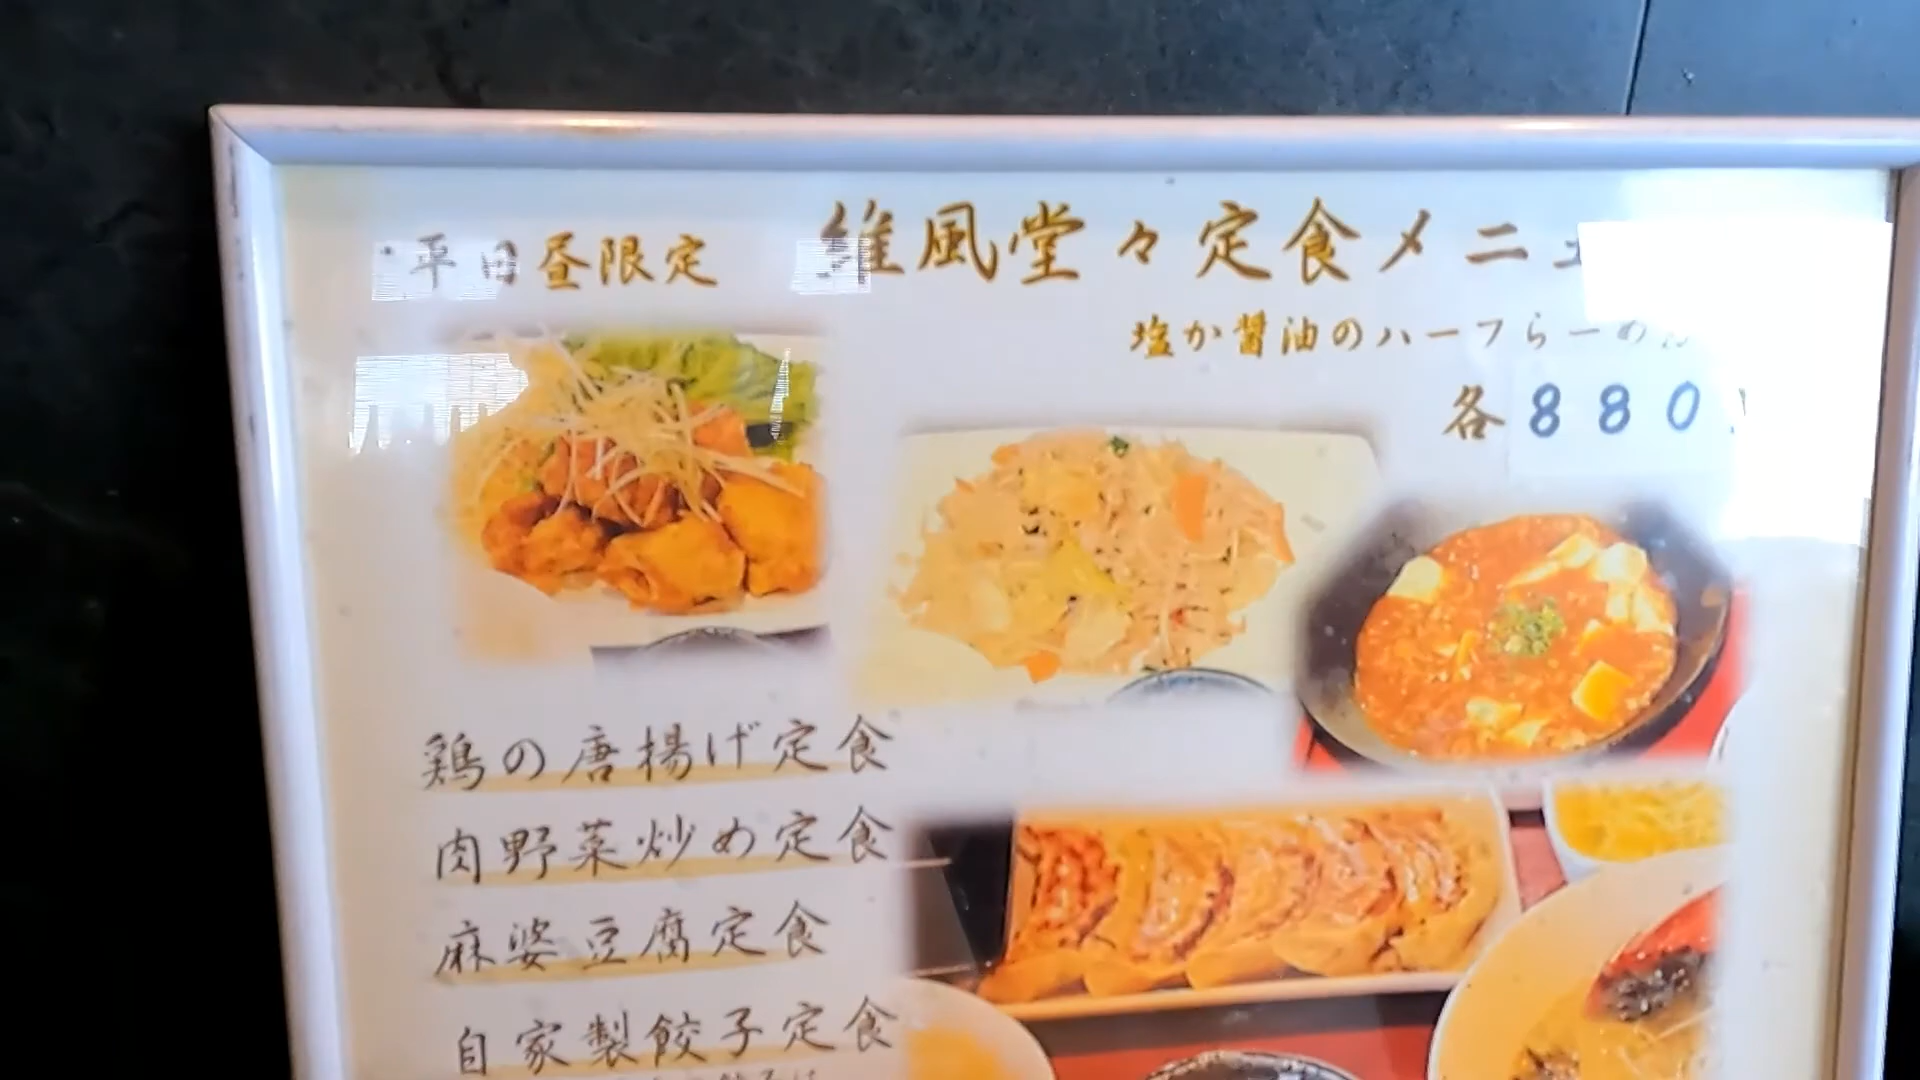 ・平日昼限定
維風堂々定食メニュ
塩か醤油のハーフらーめん
各880
鶏の唐揚げ定食
肉野菜炒め定食
麻婆豆腐定食
自家製餃子定食